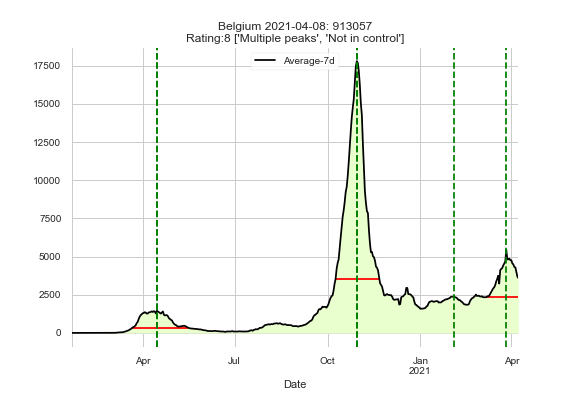 Belgium 2021-04-08: 913057
Rating:8 ['Multiple peaks', 'Not in control']
Average-7d
17500
15000
12500
10000
7500
5000
2500
0
Apr Jul Oct Jan Apr
2021
Date